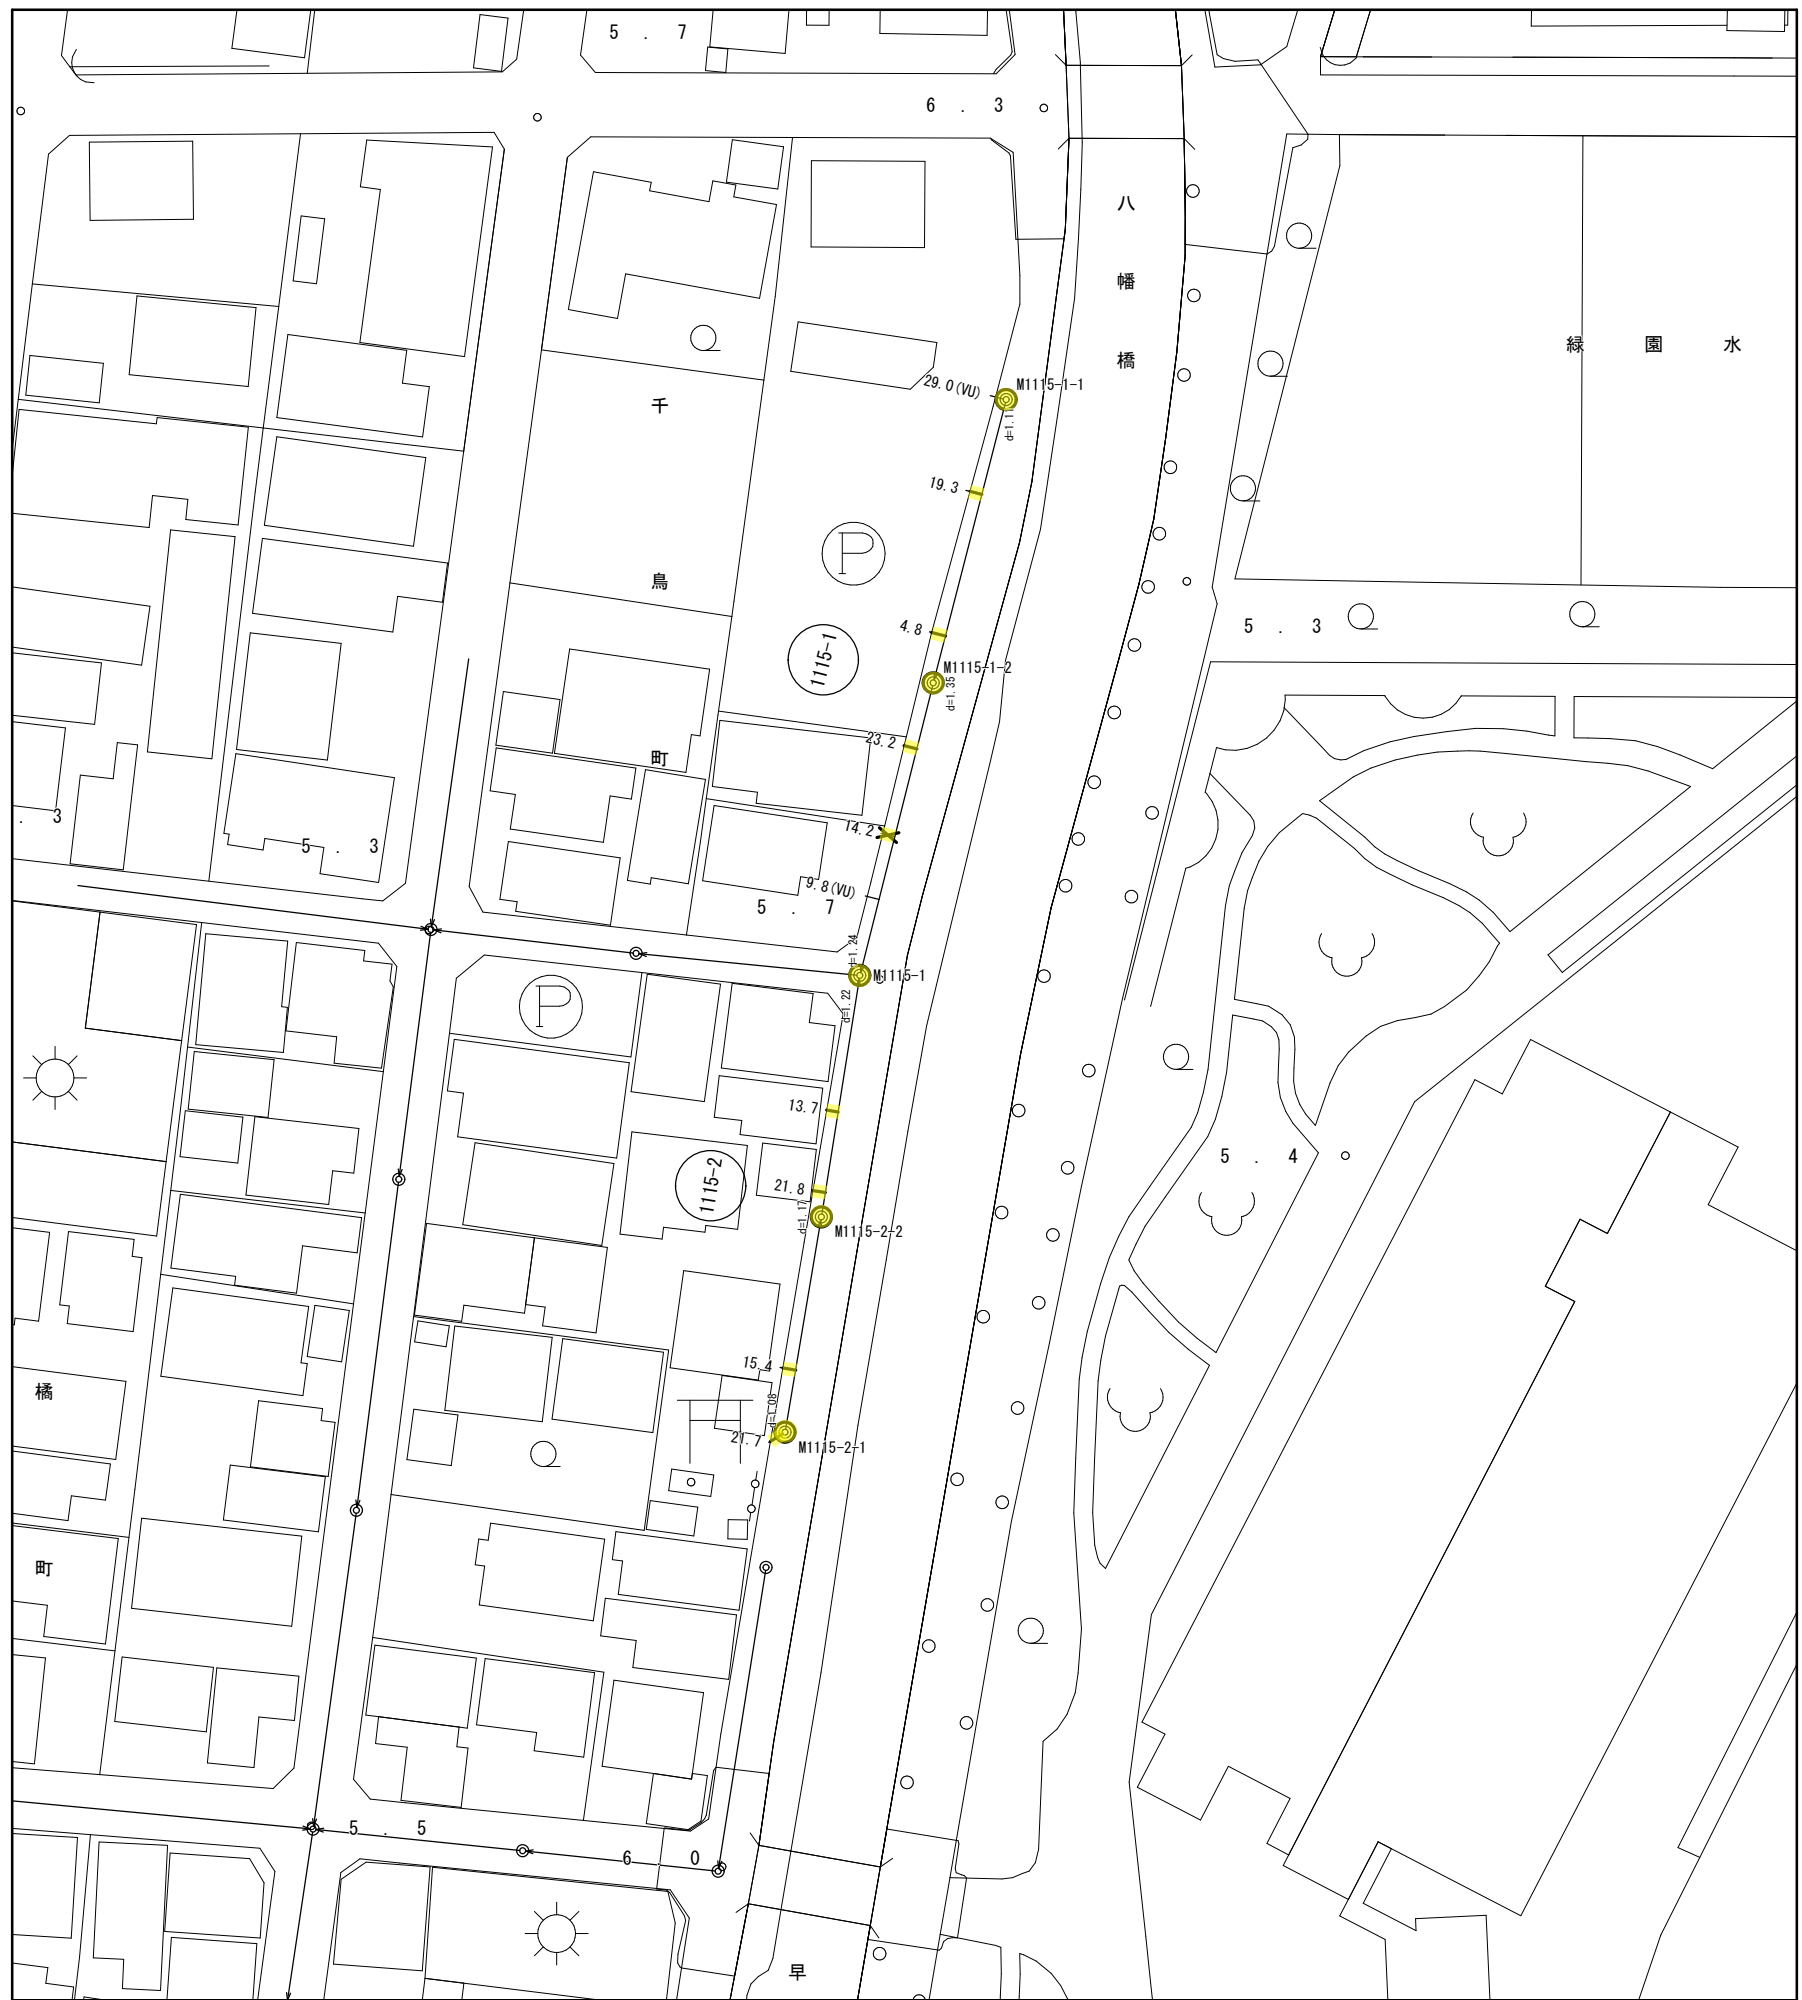 5 . 7
6 . 3
八幡橋
緑園水
千鳥町
29.0(VU)
M1115-1-1
d=1.11
19.3
4.8
1115-1
M1115-1-2
d=1.35
5 . 3
23.2
14.2
9.8(VU)
5 . 7
. 3
5 . 3
d=1.24
M1115-1
d=1.22
P
P
13.7
1115-2
21.8
d=1.17
M1115-2-2
5 . 4
15.4
d=1.08
21.7
M1115-2-1
橘町
5 . 5
6 . 0
早